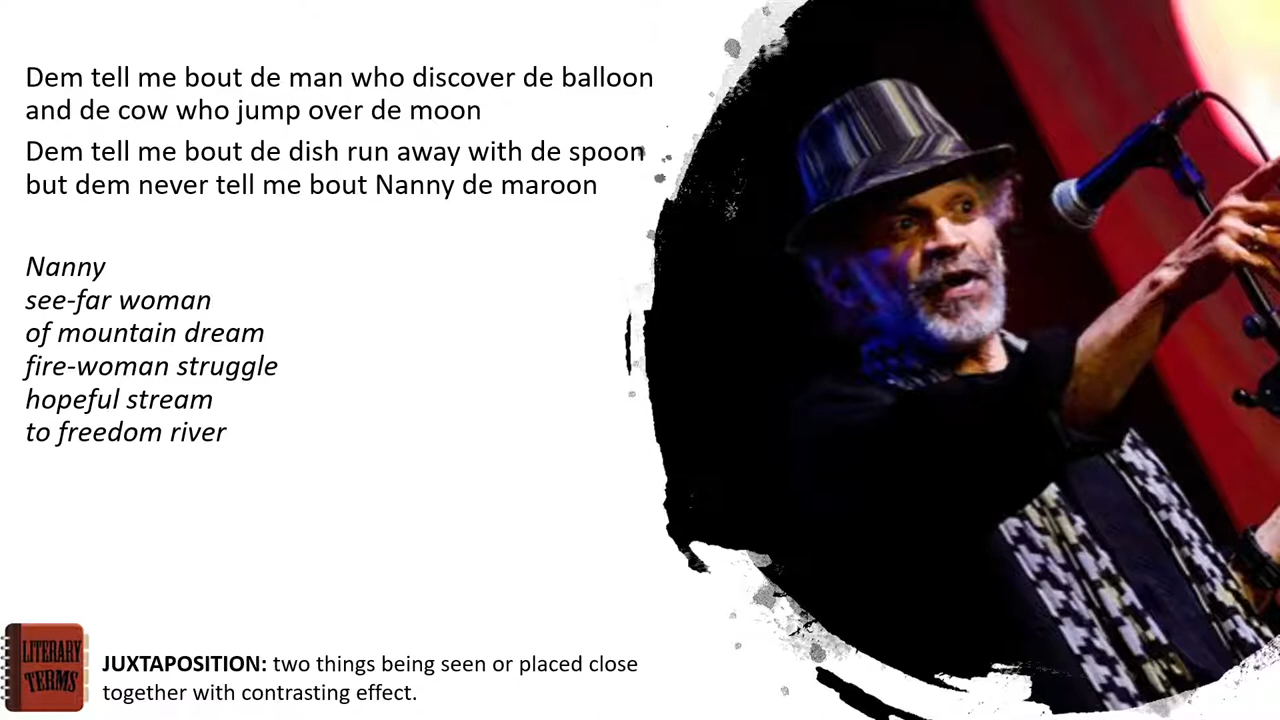 Dem tell me bout de man who discover de balloon
and de cow who jump over de moon
Dem tell me bout de dish run away with de spoon
but dem never tell me bout Nanny de maroon
Nanny
see-far woman
of mountain dream
fire-woman struggle
hopeful stream
to freedom river
LITERARY
TERMS
JUXTAPOSITION: two things being seen or placed close
together with contrasting effect.